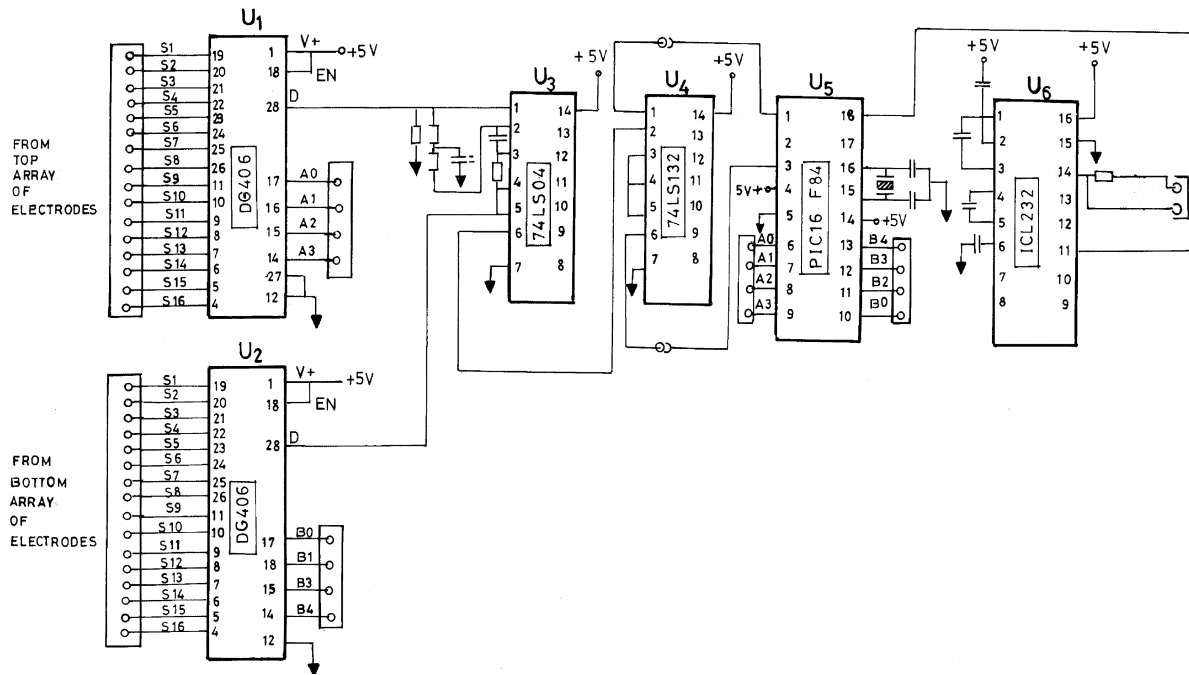 U1
V+
+5V
EN
D
S1 19
S2 20
S3 21
S4 22
S5 23
S6 24
S7 25
S8 26
S9 11
S10 10
S11 9
S12 8
S13 7
S14 6
S15 5
S16 4
1
18
28
17 A0
16 A1
15 A2
14 A3
27
12
DG406
FROM
TOP
ARRAY
OF
ELECTRODES
U2
V+
+5V
EN
D
S1 19
S2 20
S3 21
S4 22
S5 23
S6 24
S7 25
S8 26
S9 11
S10 10
S11 9
S12 8
S13 7
S14 6
S15 5
S16 4
1
18
28
17 B0
18 B1
15 B3
14 B4
12
DG406
FROM
BOTTOM
ARRAY
OF
ELECTRODES
U3
+5V
1 14
2 13
3 12
4 11
5 10
6 9
7 8
74LS04
U4
+5V
1 14
2 13
3 12
4 11
5 10
6 9
7 8
74LS132
U5
1 18
2 17
3 16
5V+ 4 15
5 14 +5V
A0 6 13 B4
A1 7 12 B3
A2 8 11 B2
A3 9 10 B0
PIC16 F84
U6
+5V
+5V
1 16
2 15
3 14
4 13
5 12
6 11
7 10
8 9
ICL232